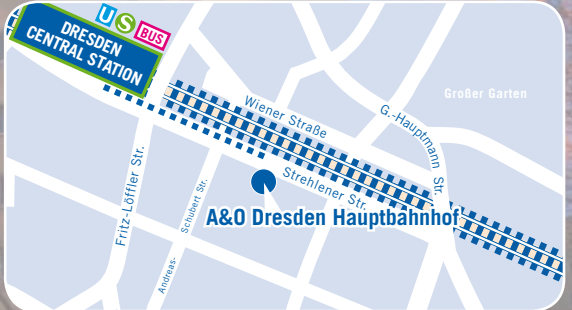 U S BUS
DRESDEN
CENTRAL STATION
Großer Garten
Wiener Straße
G.-Hauptmann Str.
Strehlener Str.
Fritz-Löffler Str.
Andreas-
Schubert Str.
A&O Dresden Hauptbahnhof